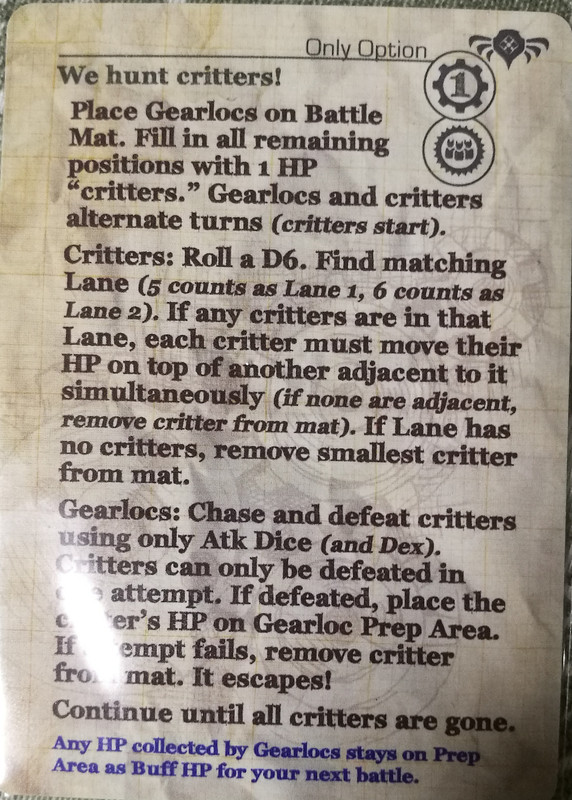 Only Option
We hunt critters!
1
Place Gearlocs on Battle
Mat. Fill in all remaining
positions with 1 HP
“critters.” Gearlocs and critters
alternate turns (critters start).
Critters: Roll a D6. Find matching
Lane (5 counts as Lane 1, 6 counts as
Lane 2). If any critters are in that
Lane, each critter must move their
HP on top of another adjacent to it
simultaneously (if none are adjacent,
remove critter from mat). If Lane has
no critters, remove smallest critter
from mat.
Gearlocs: Chase and defeat critters
using only Atk Dice (and Dex).
Critters can only be defeated in
one attempt. If defeated, place the
critter’s HP on Gearloc Prep Area.
If attempt fails, remove critter
from mat. It escapes!
Continue until all critters are gone.
Any HP collected by Gearlocs stays on Prep
Area as Buff HP for your next battle.